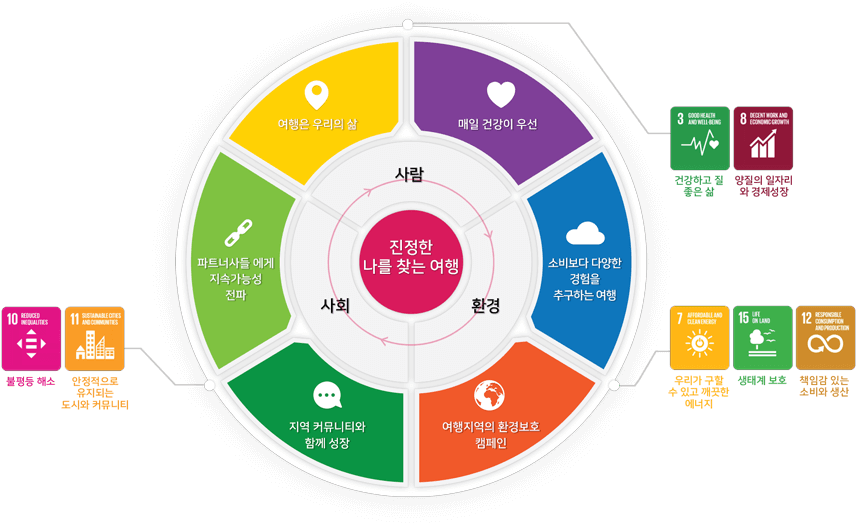 여행은 우리의 삶
매일 건강이 우선
사람
파트너사들 에게
지속가능성
전파
진정한
나를 찾는 여행
소비보다 다양한
경험을
추구하는 여행
사회
환경
지역 커뮤니티와
함께 성장
여행지역의 환경보호
캠페인
3 GOOD HEALTH
AND WELL-BEING
건강하고 질
좋은 삶
8 DECENT WORK AND
ECONOMIC GROWTH
양질의 일자리
와 경제성장
10 REDUCED
INEQUALITIES
불평등 해소
11 SUSTAINABLE CITIES
AND COMMUNITIES
안정적으로
유지되는
도시와 커뮤니티
7 AFFORDABLE AND
CLEAN ENERGY
우리가 구할
수 있고 깨끗한
에너지
15 LIFE
ON LAND
생태계 보호
12 RESPONSIBLE
CONSUMPTION
AND PRODUCTION
책임감 있는
소비와 생산